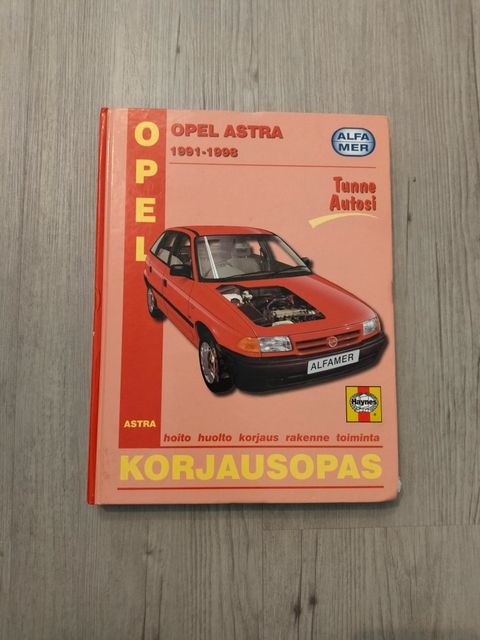 OPEL
OPEL ASTRA
1991-1998
ALFA
MER
Tunne
Autosi
ALFAMER
Haynes
ASTRA
hoito huolto korjaus rakenne toiminta
KORJAUSOPAS